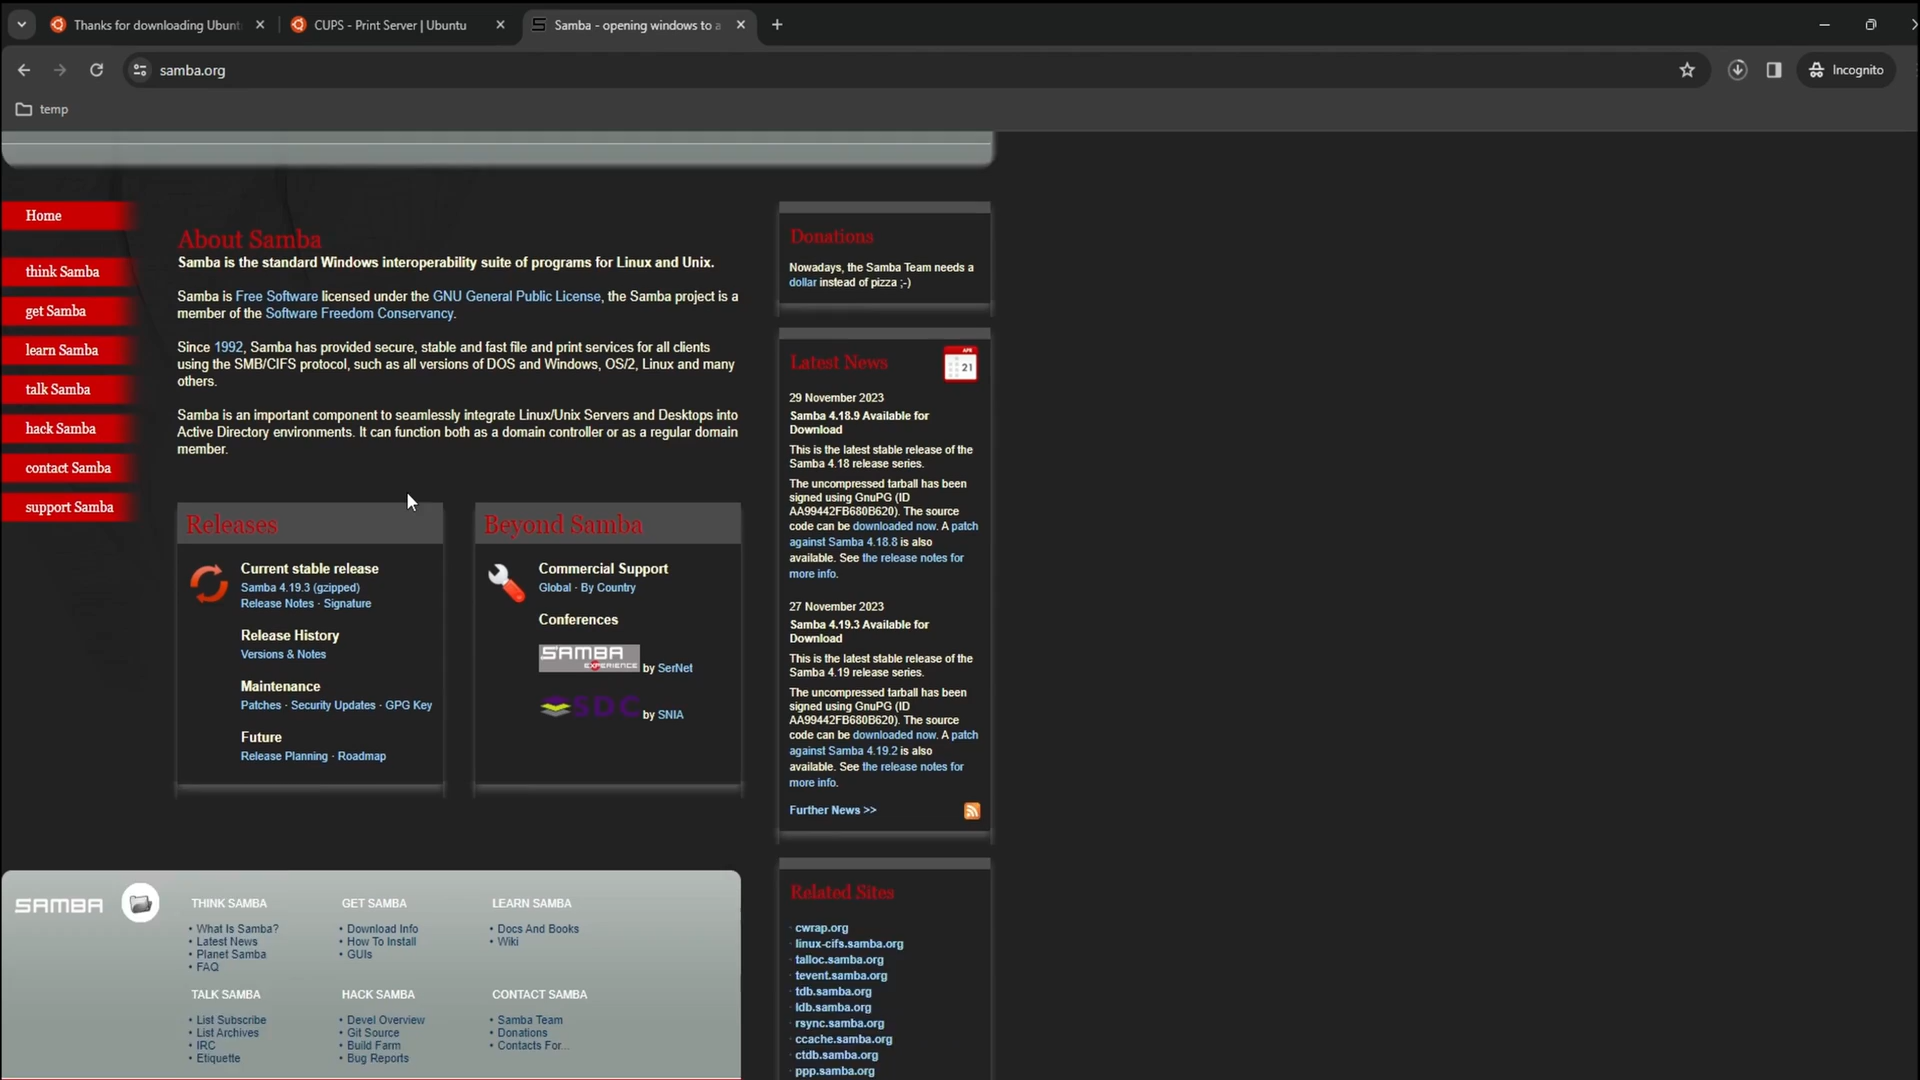 Thanks for downloading Ubunt
CUPS - Print Server | Ubuntu
Samba - opening windows to a
samba.org
Incognito
temp
Home
think Samba
get Samba
learn Samba
talk Samba
hack Samba
contact Samba
support Samba
About Samba
Samba is the standard Windows interoperability suite of programs for Linux and Unix.
Samba is Free Software licensed under the GNU General Public License, the Samba project is a
member of the Software Freedom Conservancy.
Since 1992, Samba has provided secure, stable and fast file and print services for all clients
using the SMB/CIFS protocol, such as all versions of DOS and Windows, OS/2, Linux and many
others.
Samba is an important component to seamlessly integrate Linux/Unix Servers and Desktops into
Active Directory environments. It can function both as a domain controller or as a regular domain
member.
Releases
Current stable release
Samba 4.19.3 (gzipped)
Release Notes · Signature
Release History
Versions & Notes
Maintenance
Patches · Security Updates · GPG Key
Future
Release Planning · Roadmap
Beyond Samba
Commercial Support
Global · By Country
Conferences
SAMBA
EXPERIENCE
by SerNet
SDC
by SNIA
Donations
Nowadays, the Samba Team needs a
dollar instead of pizza ;-)
Latest News
APR
21
29 November 2023
Samba 4.18.9 Available for
Download
This is the latest stable release of the
Samba 4.18 release series.
The uncompressed tarball has been
signed using GnuPG (ID
AA99442FB680B620). The source
code can be downloaded now. A patch
against Samba 4.18.8 is also
available. See the release notes for
more info.
27 November 2023
Samba 4.19.3 Available for
Download
This is the latest stable release of the
Samba 4.19 release series.
The uncompressed tarball has been
signed using GnuPG (ID
AA99442FB680B620). The source
code can be downloaded now. A patch
against Samba 4.19.2 is also
available. See the release notes for
more info.
Further News >>
Related Sites
· cwrap.org
· linux-cifs.samba.org
· talloc.samba.org
· tevent.samba.org
· tdb.samba.org
· ldb.samba.org
· rsync.samba.org
· ccache.samba.org
· ctdb.samba.org
· ppp.samba.org
SAMBA
THINK SAMBA
• What Is Samba?
• Latest News
• Planet Samba
• FAQ
GET SAMBA
• Download Info
• How To Install
• GUIs
LEARN SAMBA
• Docs And Books
• Wiki
TALK SAMBA
• List Subscribe
• List Archives
• IRC
• Etiquette
HACK SAMBA
• Devel Overview
• Git Source
• Build Farm
• Bug Reports
CONTACT SAMBA
• Samba Team
• Donations
• Contacts For...